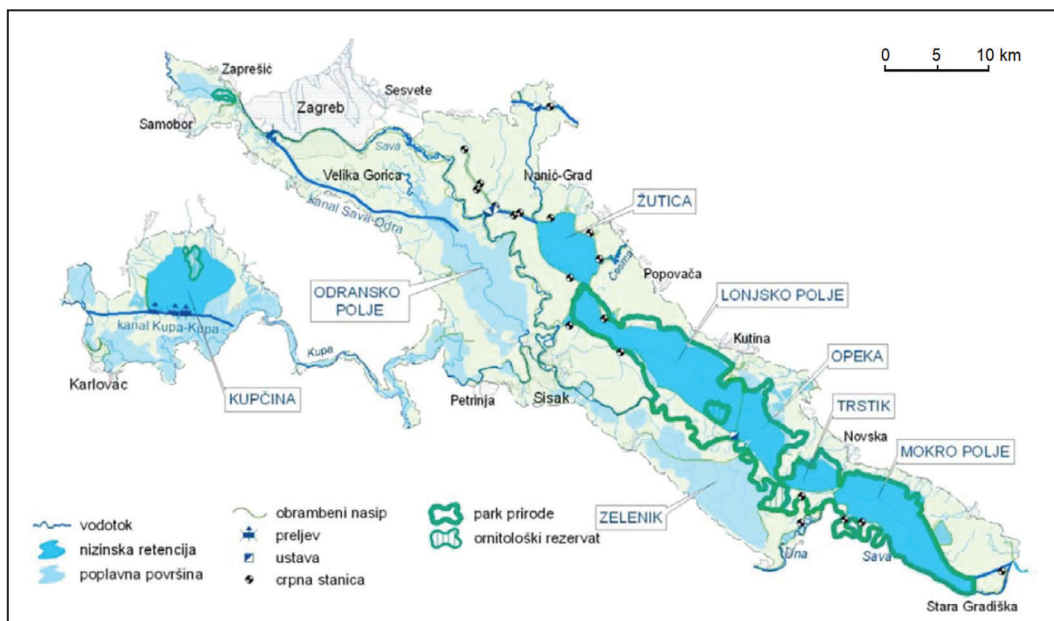 0 5 10 km
Zaprešić
Sesvete
Zagreb
Samobor
Sava
Ivanić-Grad
Velika Gorica
kanal Sava-Odra
ŽUTICA
Česma
Popovača
ODRANSKO
POLJE
LONJSKO POLJE
kanal Kupa-Kupa
Kutina
OPEKA
Kupa
Karlovac
KUPČINA
Petrinja
Sisak
TRSTIK
Novska
MOKRO POLJE
ZELENIK
Una
Sava
Stara Gradiška
vodotok
nizinska retencija
poplavna površina
obrambeni nasip
preljev
ustava
crpna stanica
park prirode
ornitološki rezervat